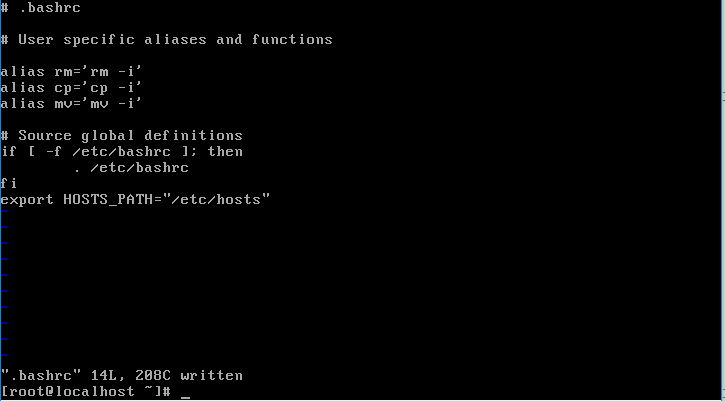 # .bashrc
# User specific aliases and functions
alias rm='rm -i'
alias cp='cp -i'
alias mv='mv -i'
# Source global definitions
if [ -f /etc/bashrc ]; then
        . /etc/bashrc
fi
export HOSTS_PATH="/etc/hosts"
~
~
~
~
~
~
~
~
~
~
".bashrc" 14L, 208C written
[root@localhost ~]# _